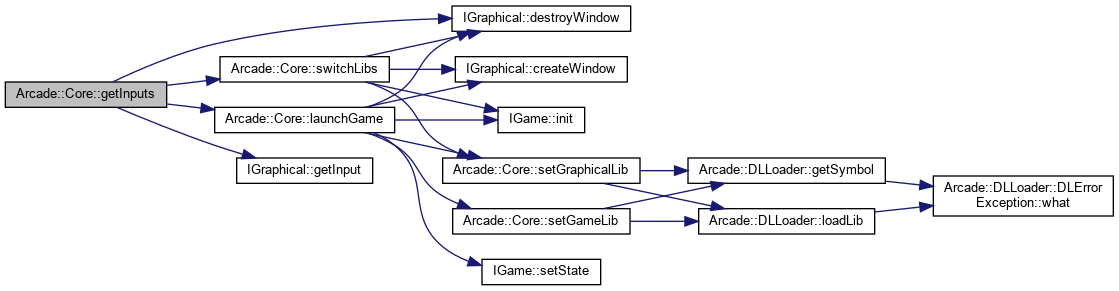 Arcade::Core::getInputs
IGraphical::destroyWindow
Arcade::Core::switchLibs
IGraphical::createWindow
Arcade::Core::launchGame
IGame::init
IGraphical::getInput
Arcade::Core::setGraphicalLib
Arcade::DLLoader::getSymbol
Arcade::DLLoader::DLError
Exception::what
Arcade::Core::setGameLib
Arcade::DLLoader::loadLib
IGame::setState